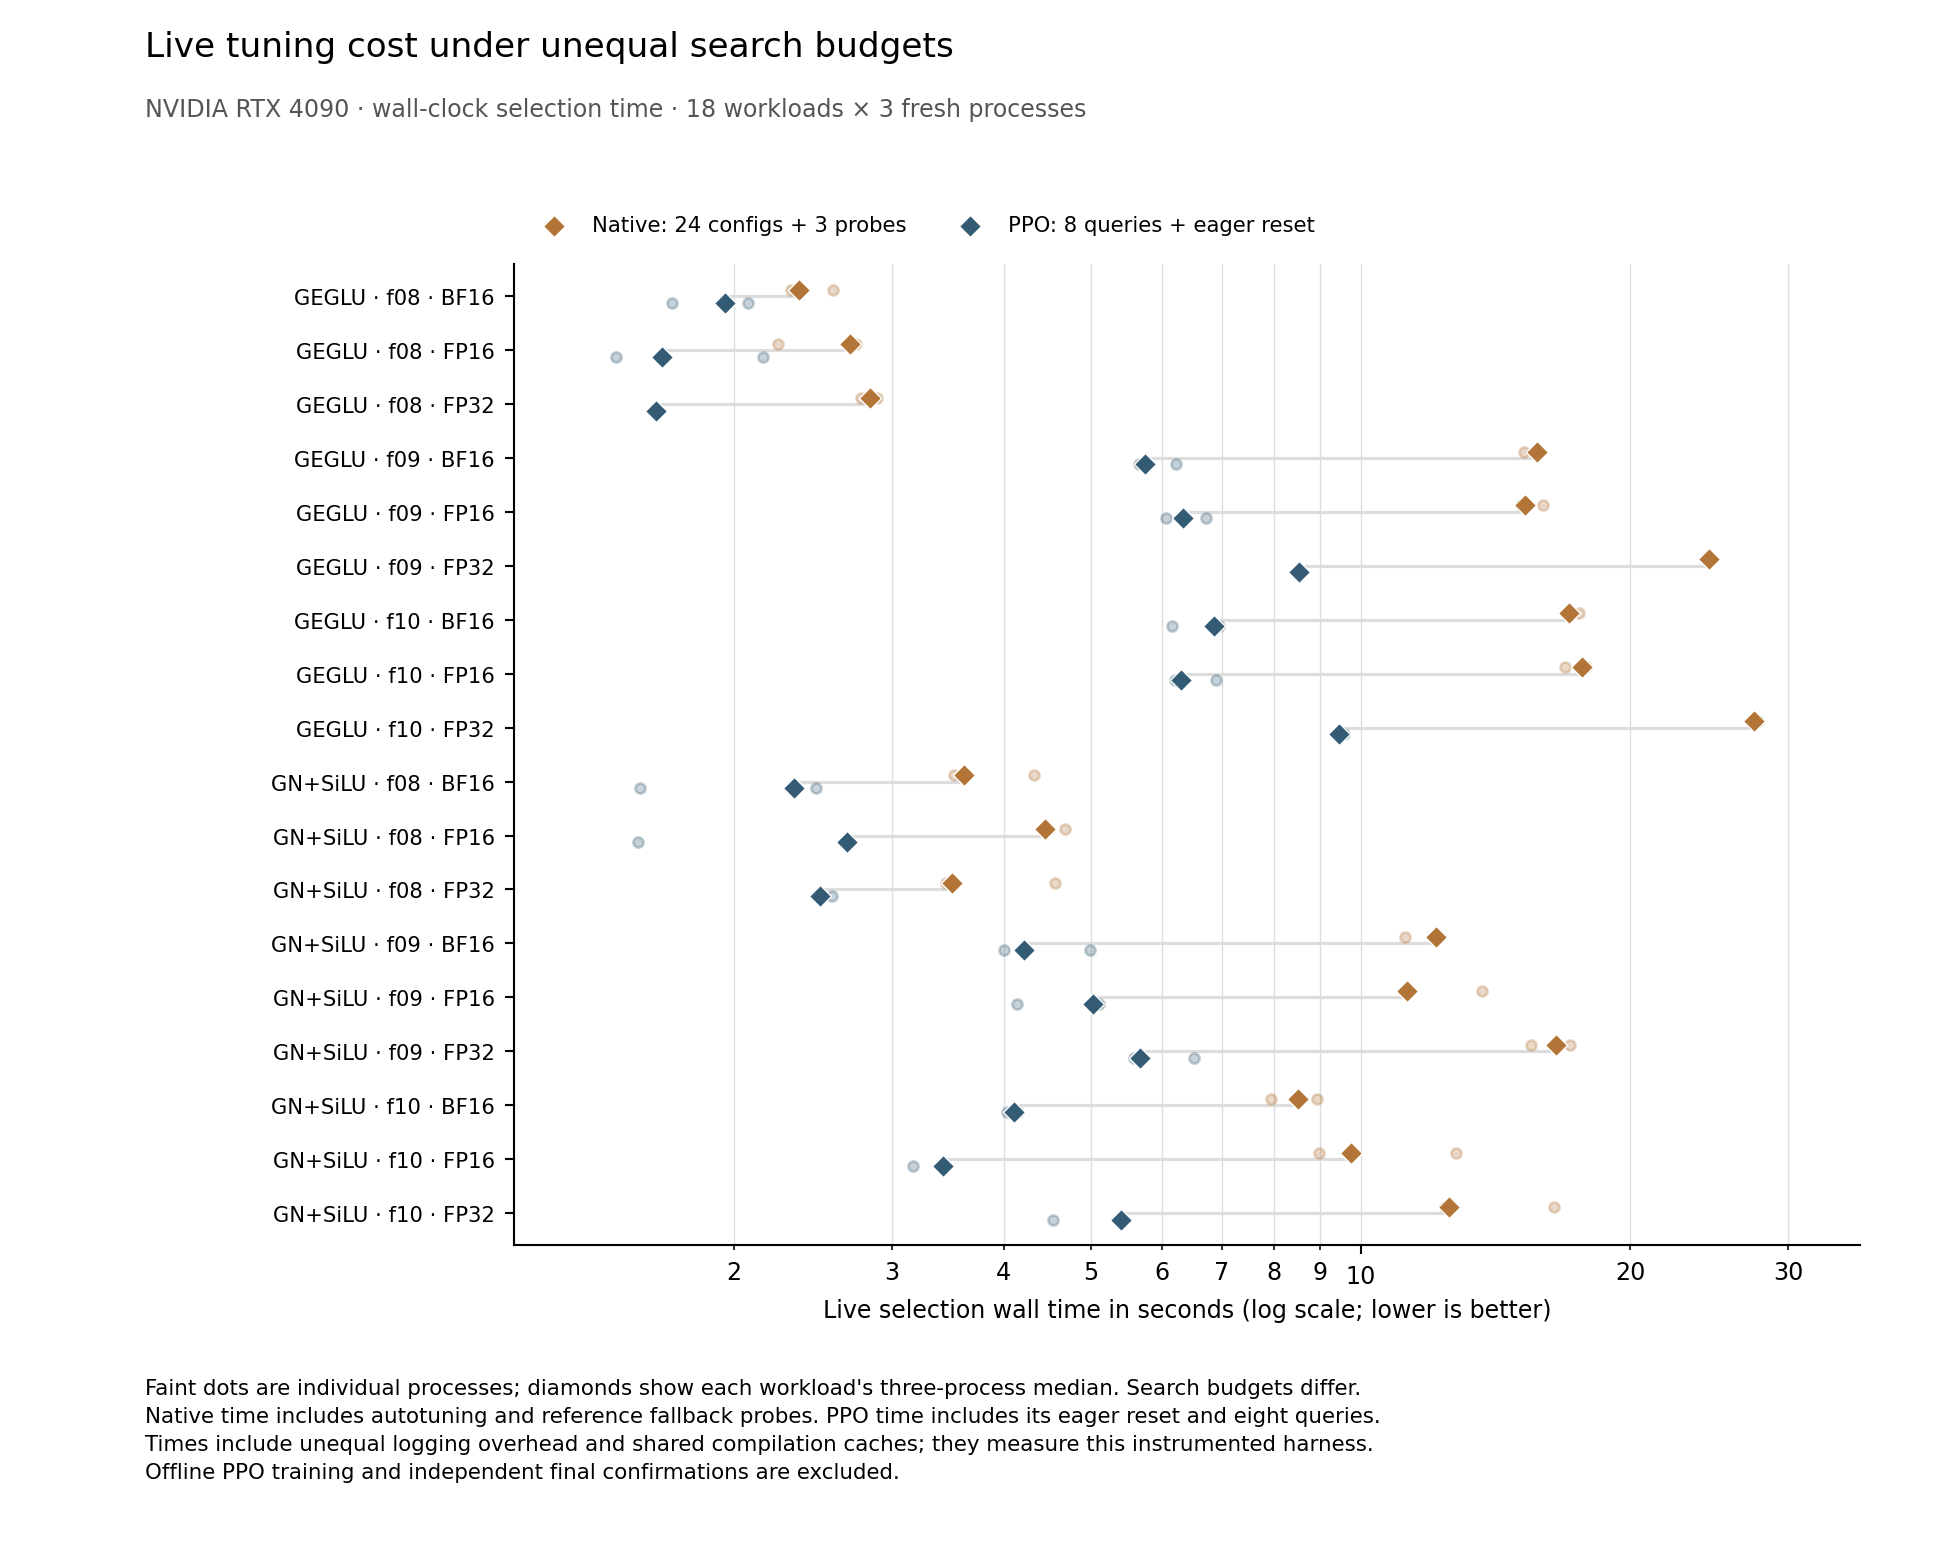 Live tuning cost under unequal search budgets
NVIDIA RTX 4090 · wall-clock selection time · 18 workloads × 3 fresh processes
Native: 24 configs + 3 probes
PPO: 8 queries + eager reset
GEGLU · f08 · BF16
GEGLU · f08 · FP16
GEGLU · f08 · FP32
GEGLU · f09 · BF16
GEGLU · f09 · FP16
GEGLU · f09 · FP32
GEGLU · f10 · BF16
GEGLU · f10 · FP16
GEGLU · f10 · FP32
GN+SiLU · f08 · BF16
GN+SiLU · f08 · FP16
GN+SiLU · f08 · FP32
GN+SiLU · f09 · BF16
GN+SiLU · f09 · FP16
GN+SiLU · f09 · FP32
GN+SiLU · f10 · BF16
GN+SiLU · f10 · FP16
GN+SiLU · f10 · FP32
2 3 4 5 6 7 8 9 10 20 30
Live selection wall time in seconds (log scale; lower is better)
Faint dots are individual processes; diamonds show each workload's three-process median. Search budgets differ.
Native time includes autotuning and reference fallback probes. PPO time includes its eager reset and eight queries.
Times include unequal logging overhead and shared compilation caches; they measure this instrumented harness.
Offline PPO training and independent final confirmations are excluded.